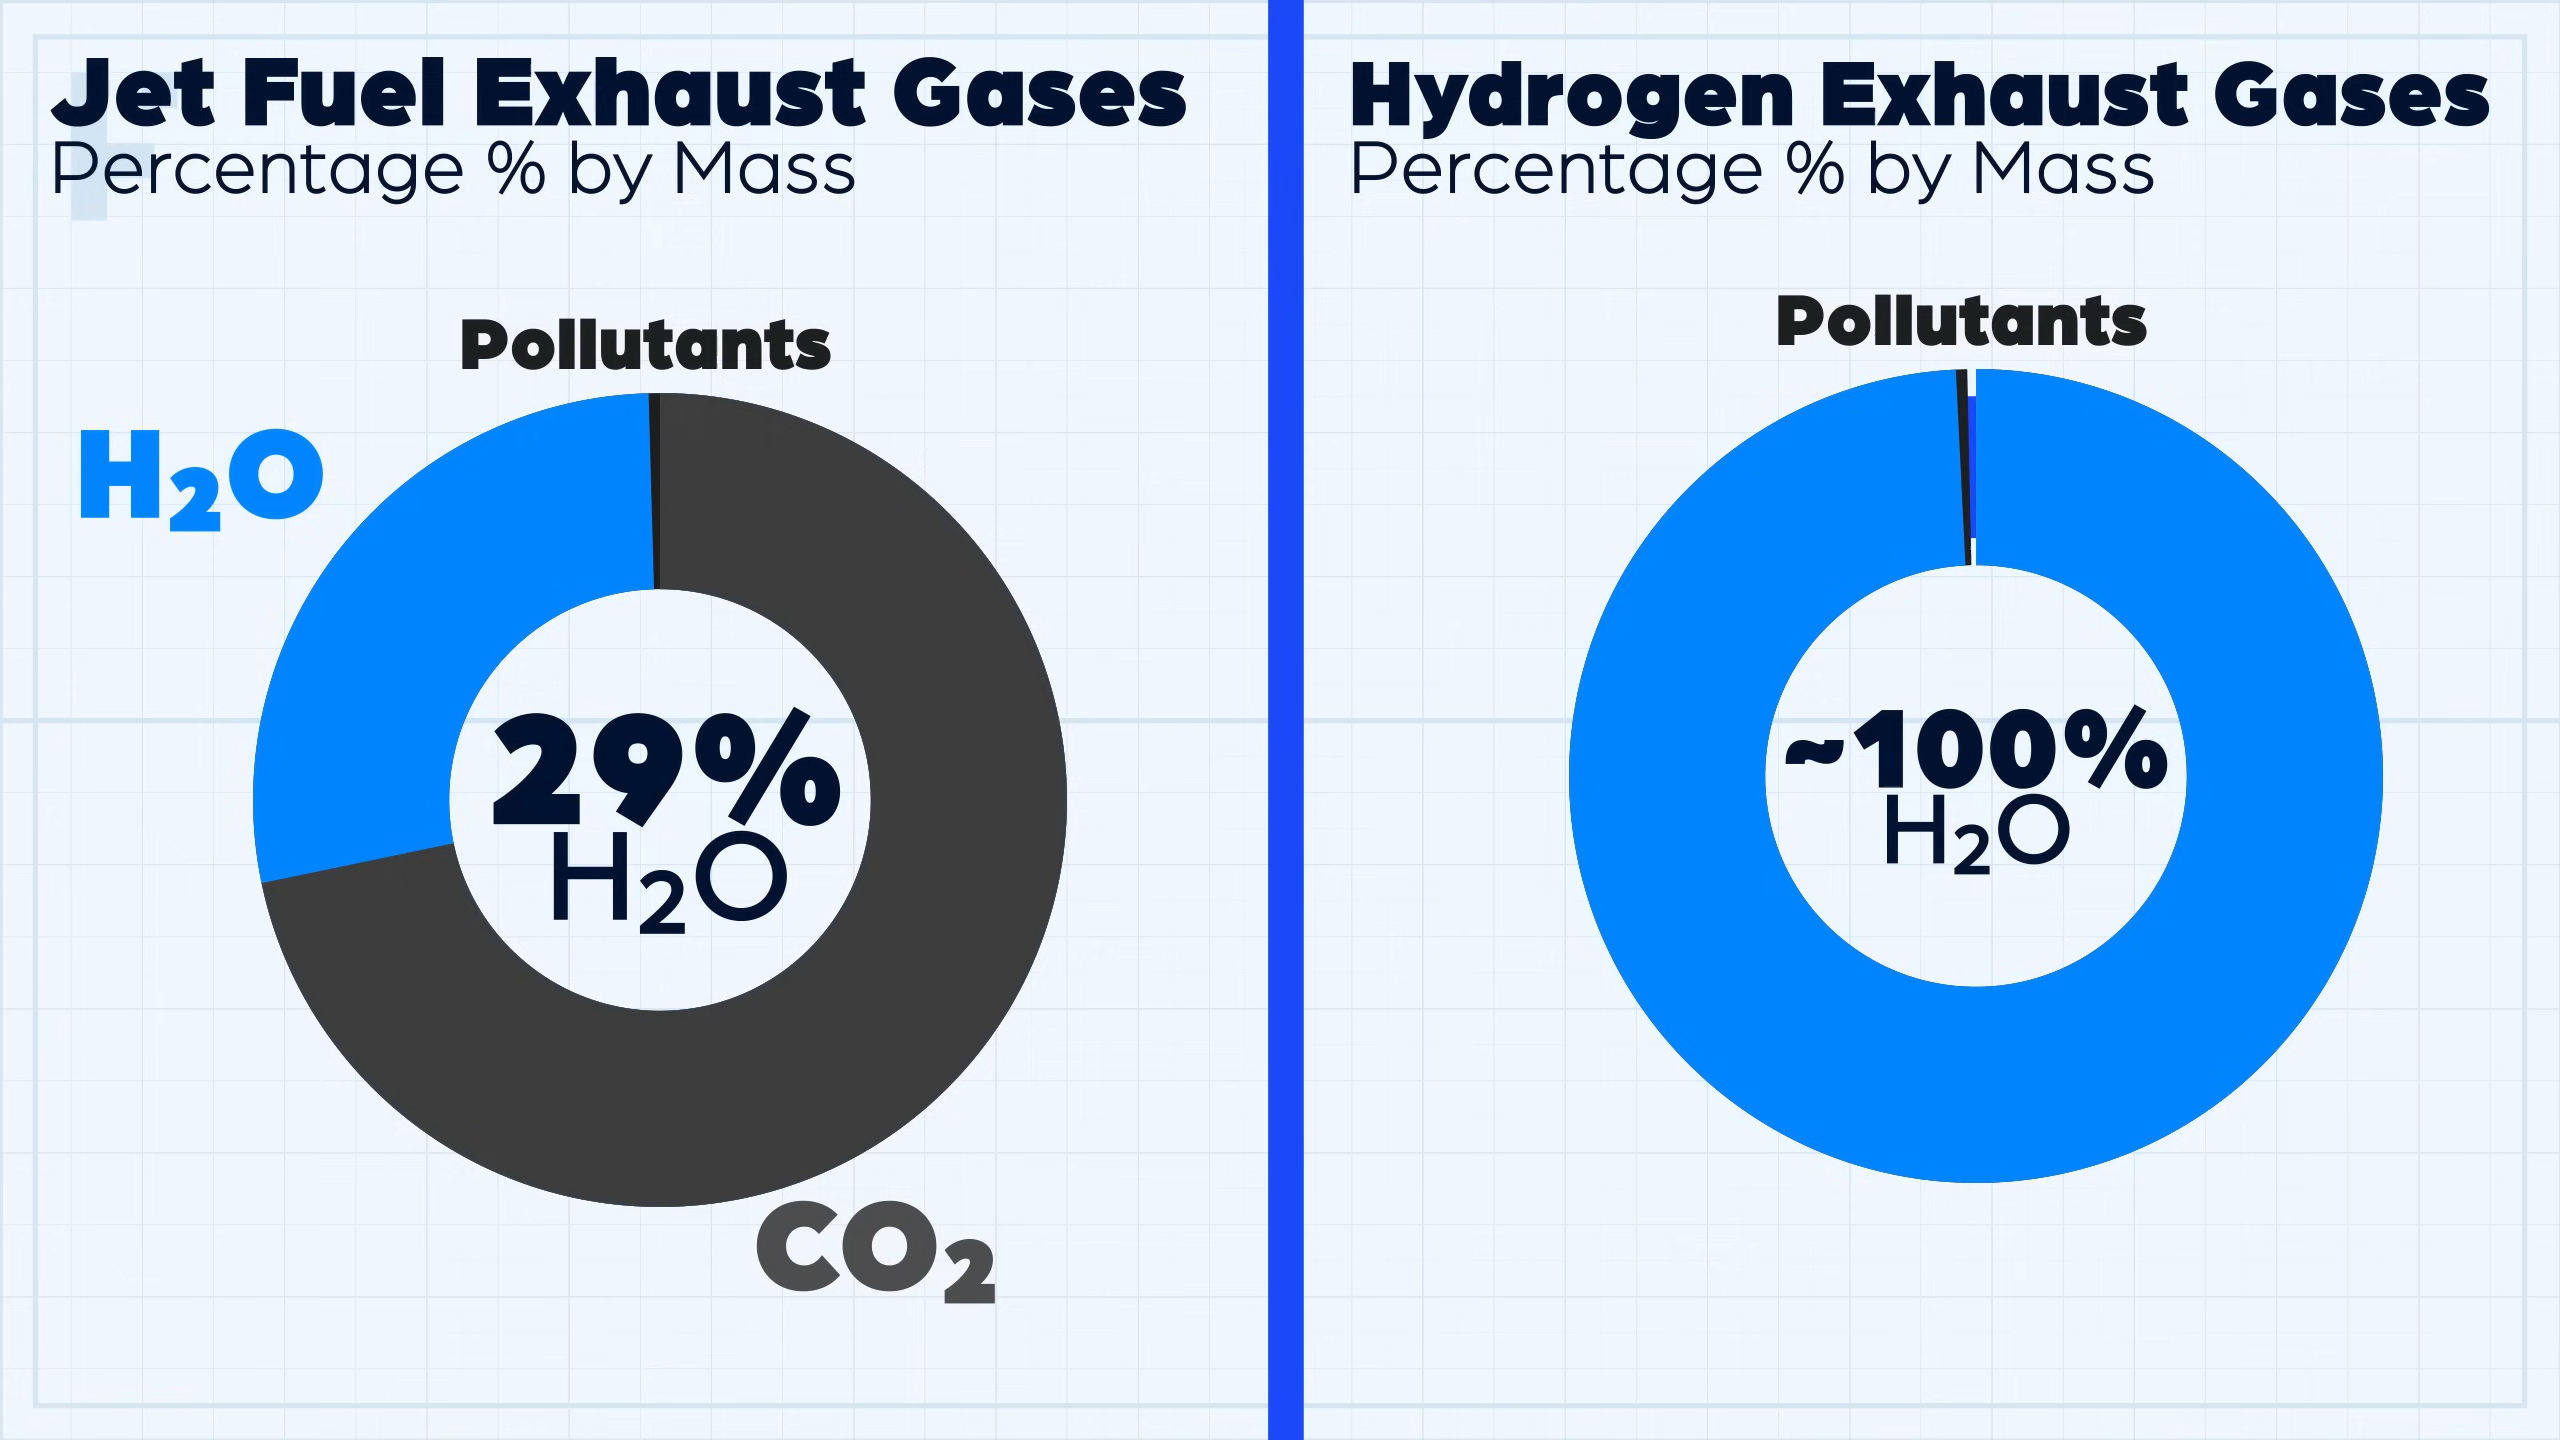 Jet Fuel Exhaust Gases
Percentage % by Mass
Pollutants
H₂O
29%
H₂O
CO₂
Hydrogen Exhaust Gases
Percentage % by Mass
Pollutants
~100%
H₂O